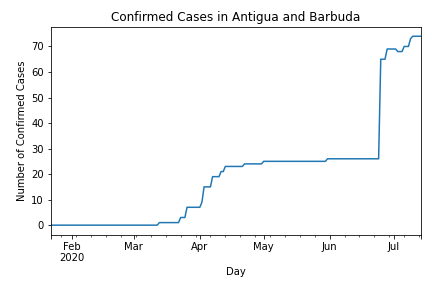 Confirmed Cases in Antigua and Barbuda
Number of Confirmed Cases
70
60
50
40
30
20
10
0
Feb Mar Apr May Jun Jul
2020
Day